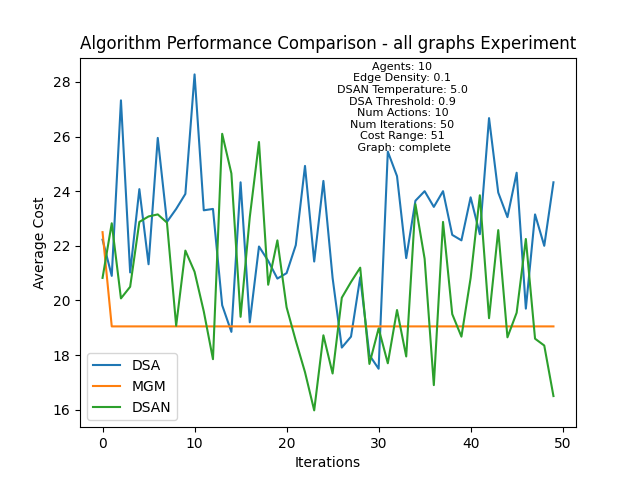 Algorithm Performance Comparison - all graphs Experiment
Agents: 10
Edge Density: 0.1
DSAN Temperature: 5.0
DSA Threshold: 0.9
Num Actions: 10
Num Iterations: 50
Cost Range: 51
Graph: complete
28
26
24
22
20
18
16
Average Cost
DSA
MGM
DSAN
0
10
20
30
40
50
Iterations